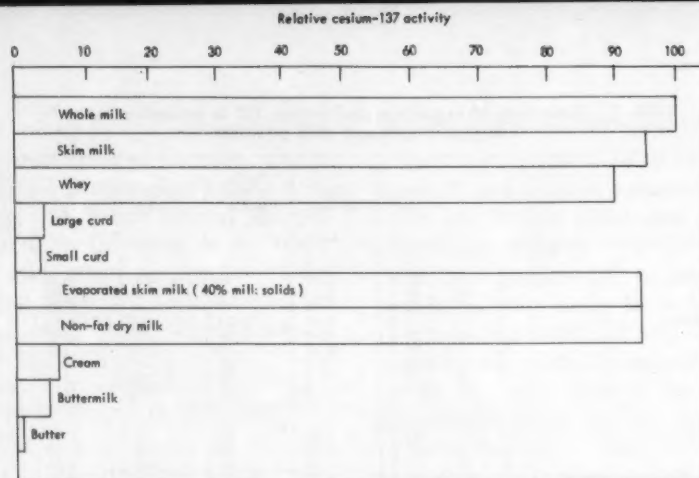 Relative cesium-137 activity
0 10 20 30 40 50 60 70 80 90 100
Whole milk
Skim milk
Whey
Large curd
Small curd
Evaporated skim milk ( 40% mill: solids )
Non-fat dry milk
Cream
Buttermilk
Butter